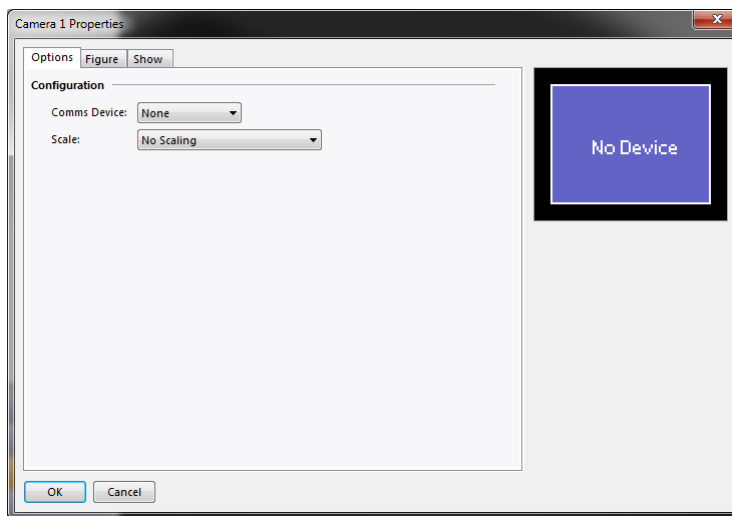 Camera 1 Properties
Options Figure Show
Configuration
Comms Device: None
Scale: No Scaling
No Device
OK Cancel